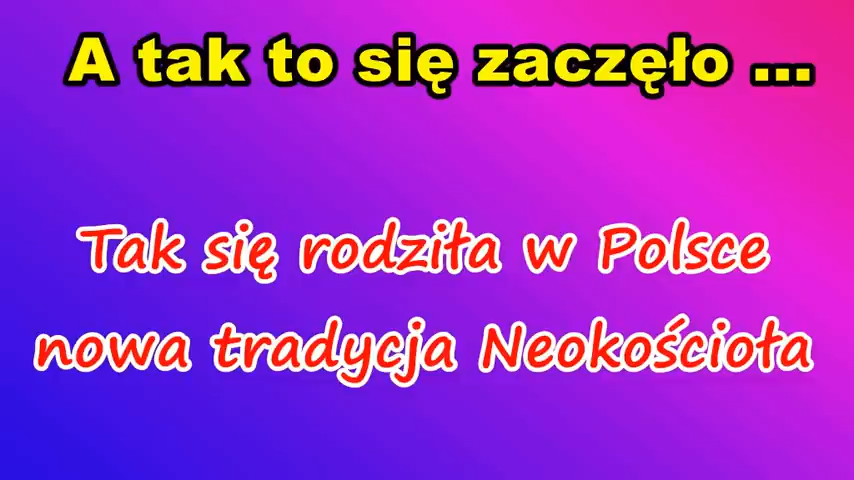 A tak to się zaczęło ...
Tak się rodziła w Polsce
nowa tradycja Neokościoła